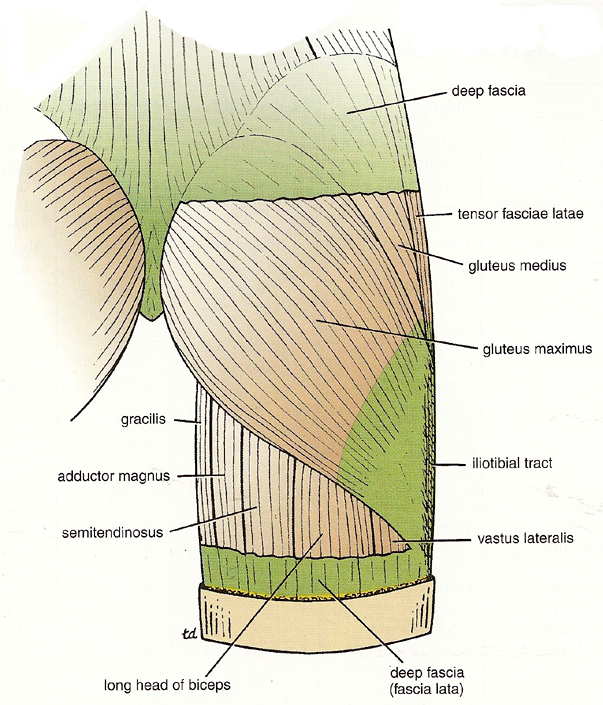 deep fascia
tensor fasciae latae
gluteus medius
gluteus maximus
gracilis
iliotibial tract
adductor magnus
semitendinosus
vastus lateralis
td
long head of biceps
deep fascia
(fascia lata)